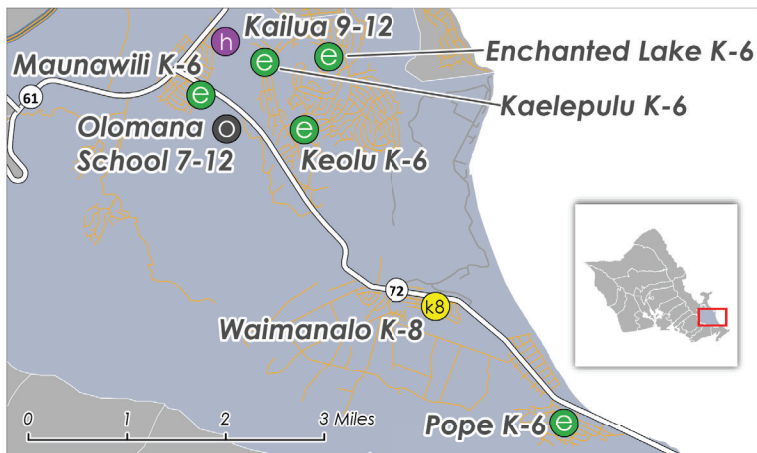 Kailua 9-12
h
Maunawili K-6
e
e
Enchanted Lake K-6
e
Kaelepulu K-6
61
Olomana
School 7-12
o
e
Keolu K-6
72
k8
Waimanalo K-8
Pope K-6
e
0 1 2 3 Miles